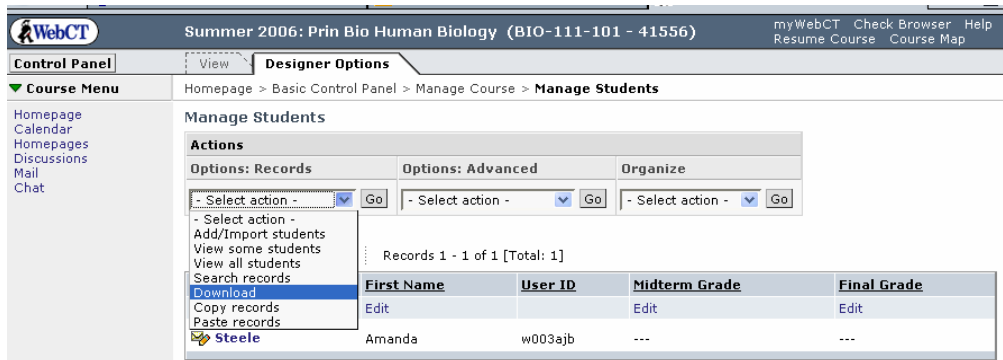 WebCT
Summer 2006: Prin Bio Human Biology (BIO-111-101 - 41556)
myWebCT Check Browser Help
Resume Course Course Map
Control Panel
View
Designer Options
Course Menu
Homepage > Basic Control Panel > Manage Course > Manage Students
Homepage
Calendar
Homepages
Discussions
Mail
Chat
Manage Students
Actions
Options: Records
Options: Advanced
Organize
- Select action -
Go
- Select action -
Go
- Select action -
Go
- Select action -
Add/Import students
View some students
View all students
Search records
Download
Copy records
Paste records
Records 1 - 1 of 1 [Total: 1]
First Name
User ID
Midterm Grade
Final Grade
Edit
Edit
Edit
Steele
Amanda
w003ajb
---
---